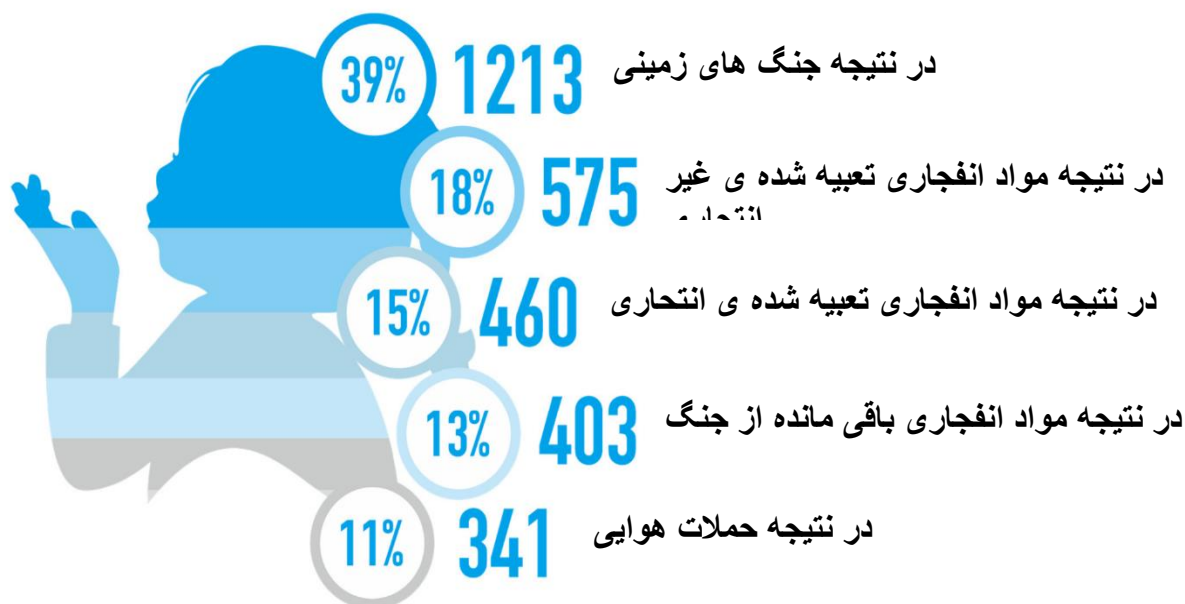 39% 1213 در نتیجه جنگ های زمینی
18% 575 در نتیجه مواد انفجاری تعبیه شده ی غیر
15% 460 در نتیجه مواد انفجاری تعبیه شده ی انتحاری
13% 403 در نتیجه مواد انفجاری باقی مانده از جنگ
11% 341 در نتیجه حملات هوایی